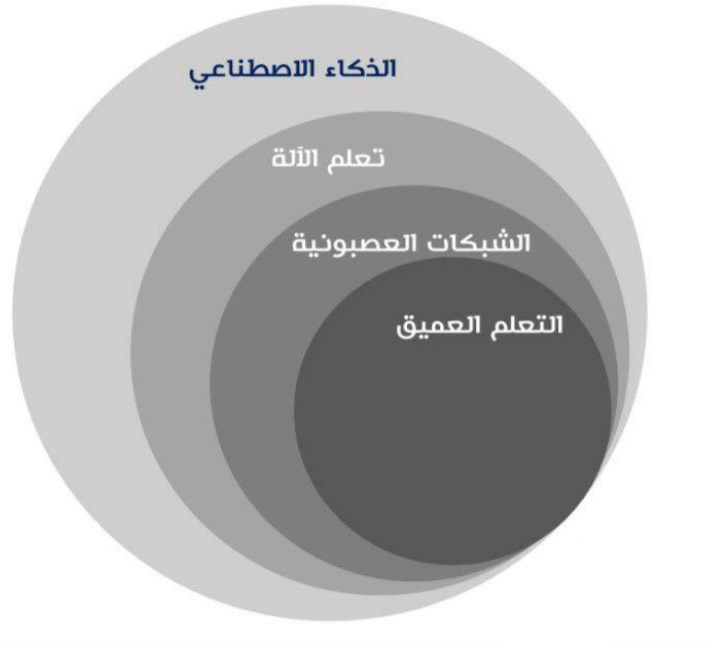 الذكاء الاصطناعي
تعلم الآلة
الشبكات العصبونية
التعلم العميق